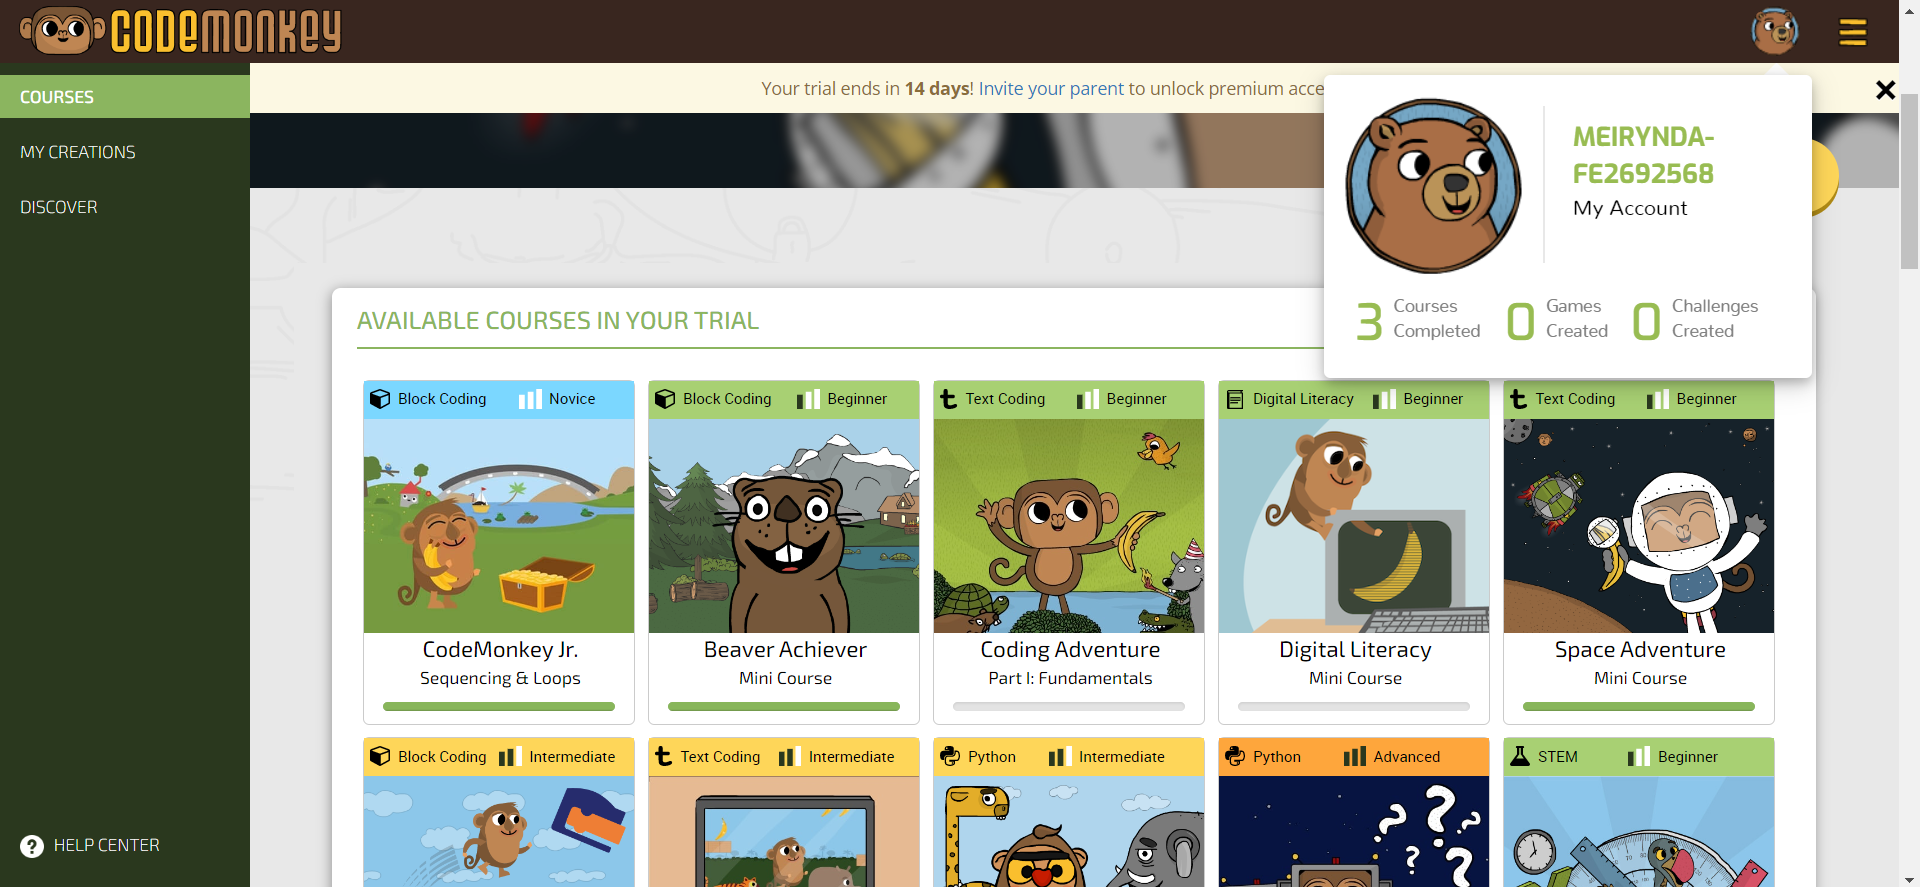 CODEMONKEY
COURSES
MY CREATIONS
DISCOVER
HELP CENTER
Your trial ends in 14 days! Invite your parent to unlock premium acce
MEIRYNDA-
FE2692568
My Account
3 Courses Completed
0 Games Created
0 Challenges Created
AVAILABLE COURSES IN YOUR TRIAL
Block Coding Novice
CodeMonkey Jr.
Sequencing & Loops
Block Coding Beginner
Beaver Achiever
Mini Course
Text Coding Beginner
Coding Adventure
Part I: Fundamentals
Digital Literacy Beginner
Digital Literacy
Mini Course
Text Coding Beginner
Space Adventure
Mini Course
Block Coding Intermediate
Text Coding Intermediate
Python Intermediate
Python Advanced
STEM Beginner